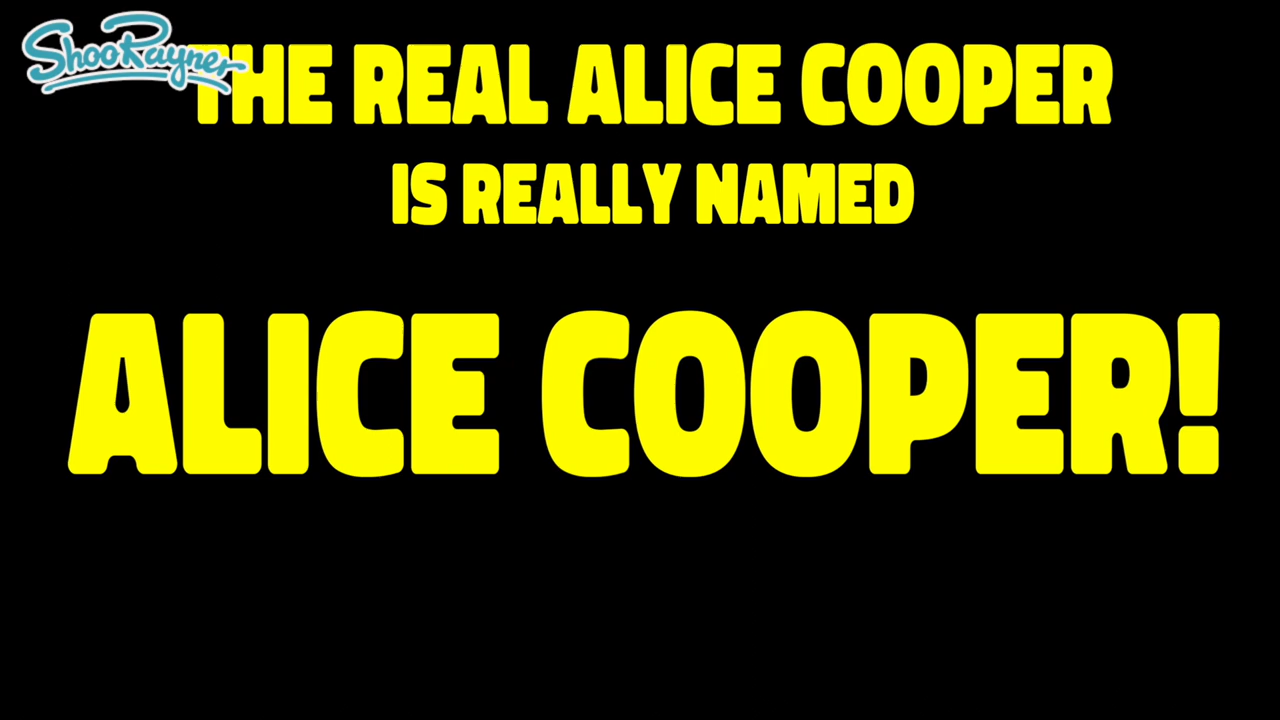 ShooRayner
THE REAL ALICE COOPER
IS REALLY NAMED
ALICE COOPER!